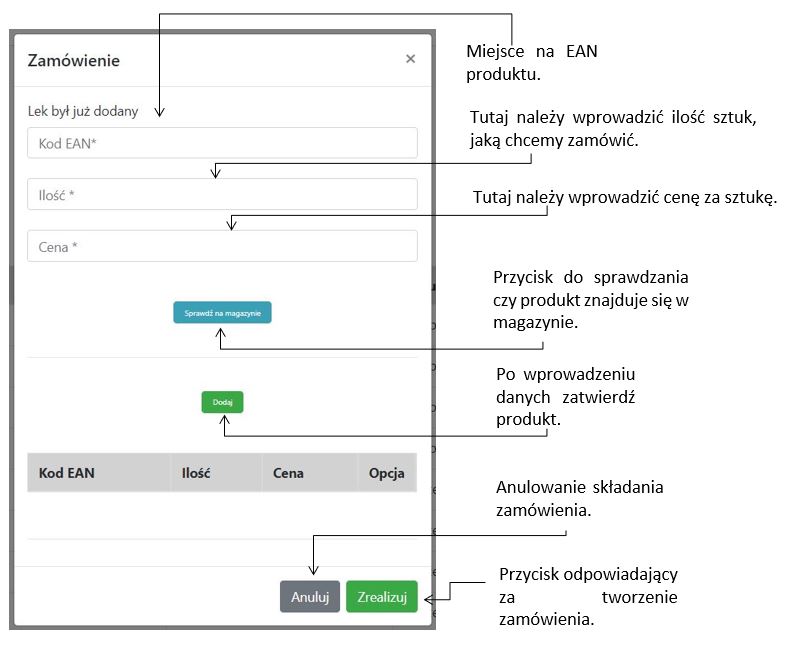 Zamówienie ×
Lek był już dodany
Kod EAN*
Ilość *
Cena *
Sprawdź na magazynie
Dodaj
Kod EAN Ilość Cena Opcja
Anuluj Zrealizuj
Miejsce na EAN
produktu.
Tutaj należy wprowadzić ilość sztuk,
jaką chcemy zamówić.
Tutaj należy wprowadzić cenę za sztukę.
Przycisk do sprawdzania
czy produkt znajduje się w
magazynie.
Po wprowadzeniu
danych zatwierdź
produkt.
Anulowanie składania
zamówienia.
Przycisk odpowiadający
za tworzenie
zamówienia.